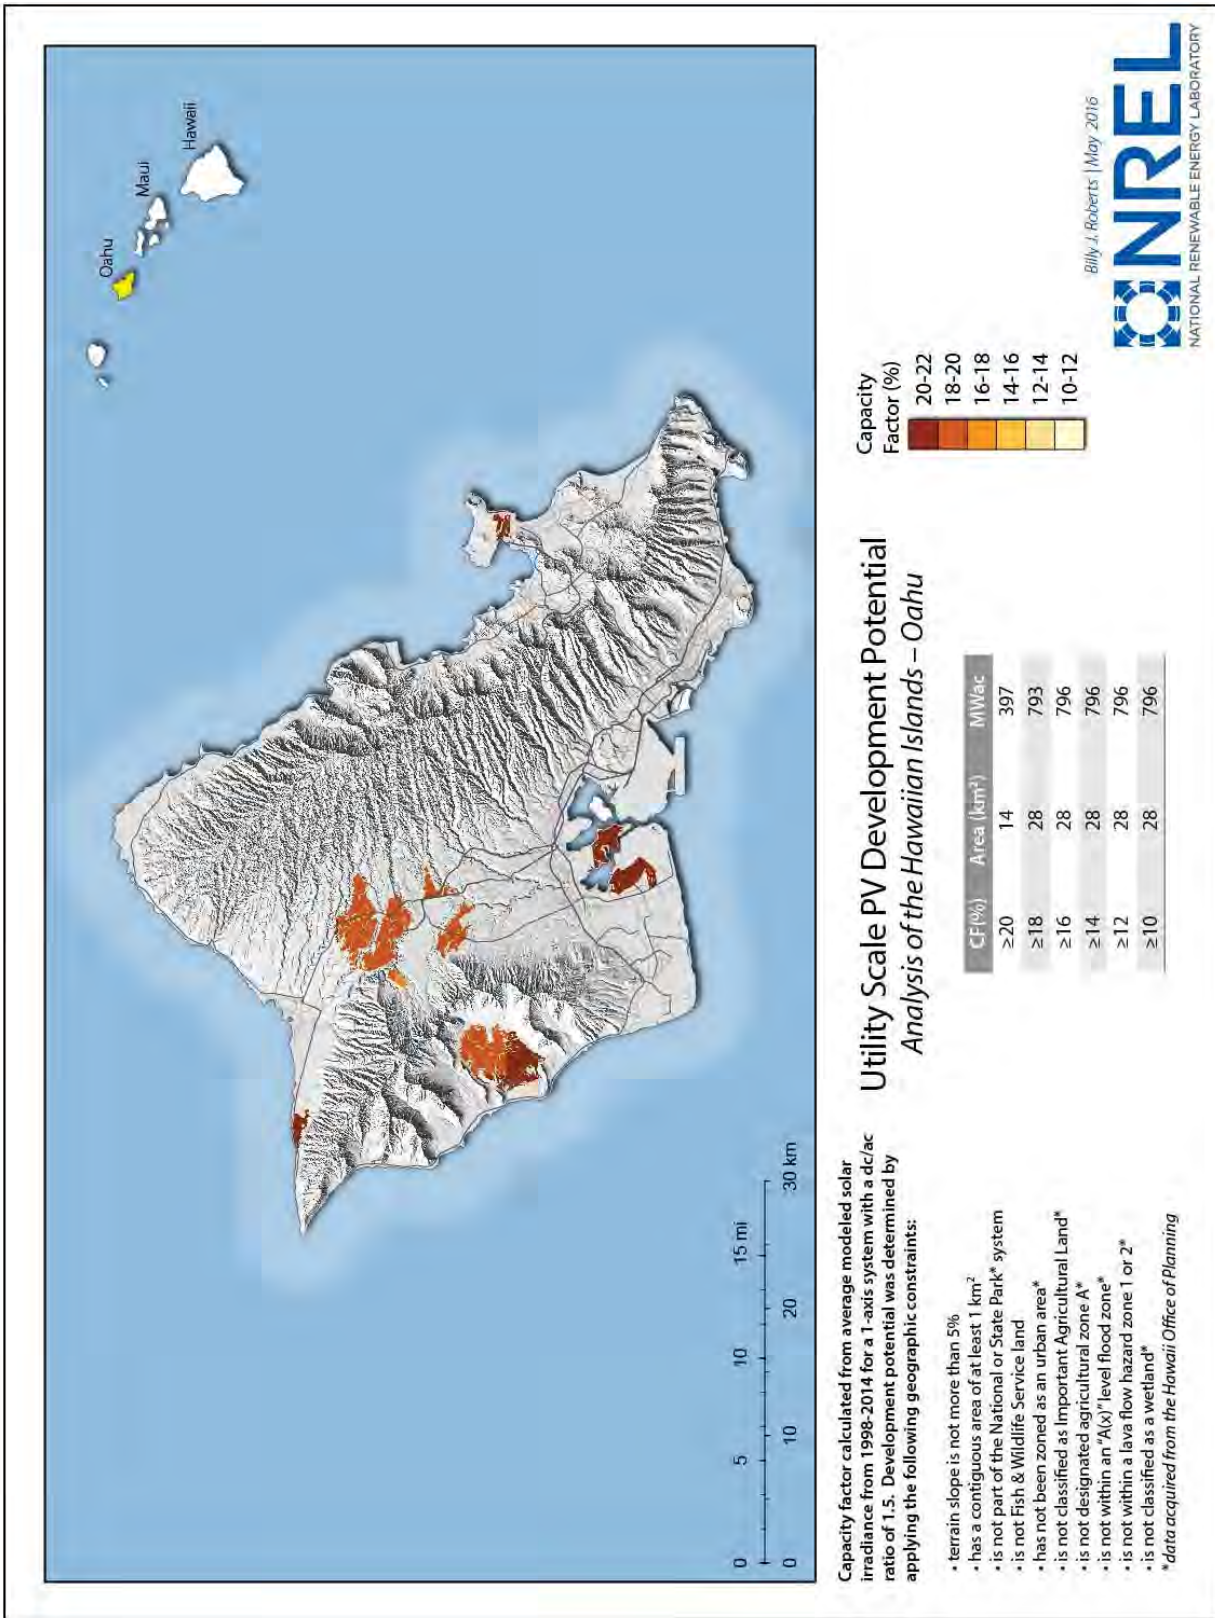 Oahu
Maui
Hawaii
0 5 10 15 mi
0 10 20 30 km
Capacity factor calculated from average modeled solar
irradiance from 1998-2014 for a 1-axis system with a dc/ac
ratio of 1.5. Development potential was determined by
applying the following geographic constraints:
• terrain slope is not more than 5%
• has a contiguous area of at least 1 km²
• is not part of the National or State Park* system
• is not Fish & Wildlife Service land
• has not been zoned as an urban area*
• is not classified as Important Agricultural Land*
• is not designated agricultural zone A*
• is not within an "A(x)" level flood zone*
• is not within a lava flow hazard zone 1 or 2*
• is not classified as a wetland*
*data acquired from the Hawaii Office of Planning
Utility Scale PV Development Potential
Analysis of the Hawaiian Islands – Oahu
CF(%) Area (km²) MWac
≥20 14 397
≥18 28 793
≥16 28 796
≥14 28 796
≥12 28 796
≥10 28 796
Capacity
Factor (%)
20-22
18-20
16-18
14-16
12-14
10-12
Billy J. Roberts | May 2016
NREL
NATIONAL RENEWABLE ENERGY LABORATORY